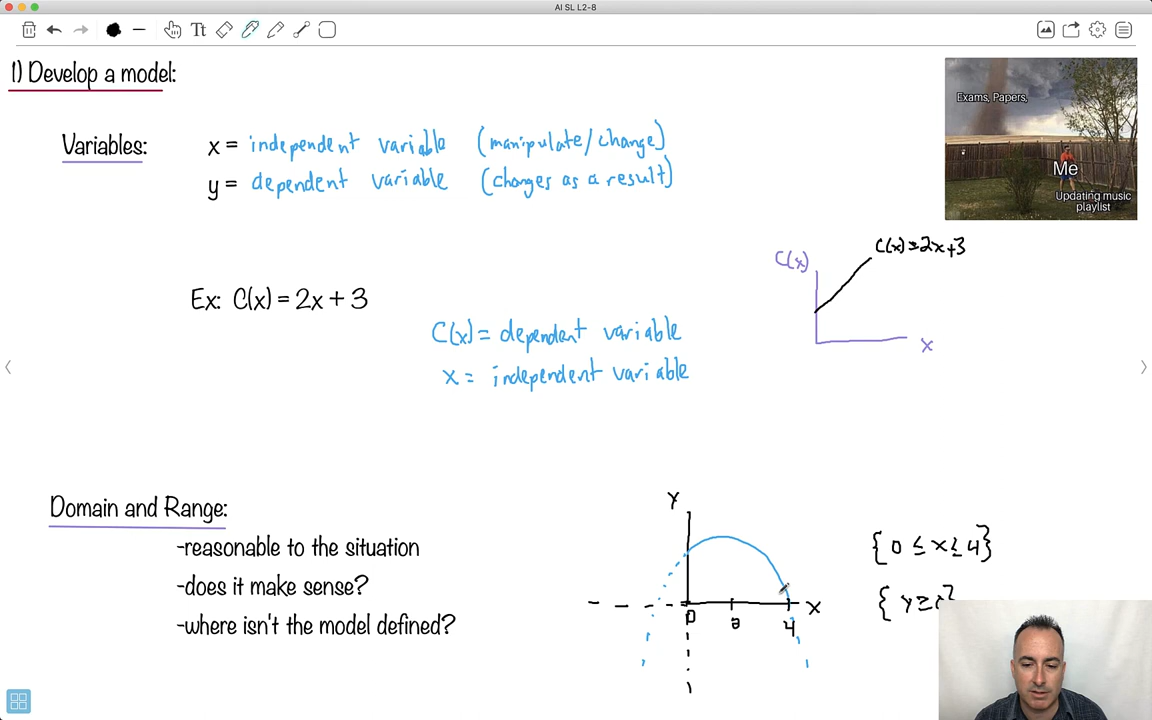 AI SL L2-8
Tt
1) Develop a model:
Exams, Papers,
Me
Updating music
playlist
Variables:
x = independent variable (manipulate/change)
y = dependent variable (changes as a result)
C(x)
C(x)=2x+3
x
Ex: C(x) = 2x + 3
C(x) = dependent variable
x = independent variable
Domain and Range:
-reasonable to the situation
-does it make sense?
-where isn't the model defined?
Y
0
2
4
X
{0 ≤ x ≥ 4}
{ y ≥